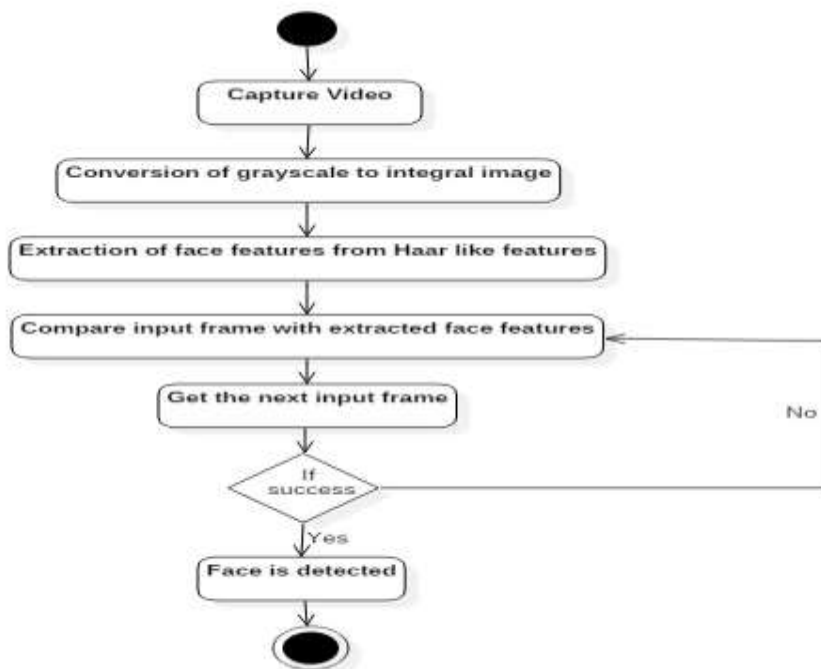 Capture Video
Conversion of grayscale to integral image
Extraction of face features from Haar like features
Compare input frame with extracted face features
Get the next input frame
No
If
success
Yes
Face is detected